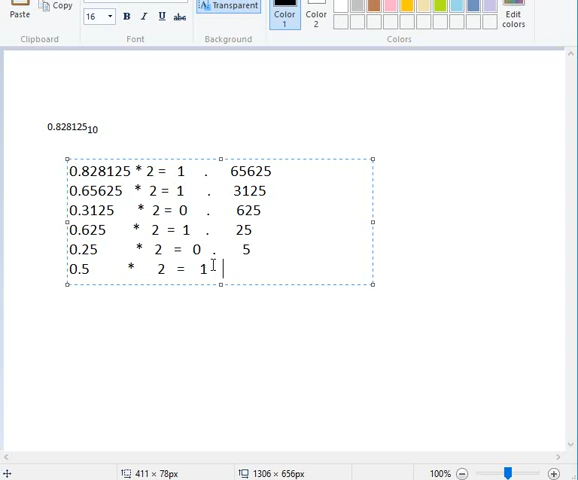 Paste
Copy
16 B I U abc
Transparent
Color 1
Color 2
Edit colors
Clipboard
Font
Background
Colors
0.828125₁₀
0.828125 * 2 = 1 . 65625
0.65625 * 2 = 1 . 3125
0.3125 * 2 = 0 . 625
0.625 * 2 = 1 . 25
0.25 * 2 = 0 . 5
0.5 * 2 = 1
411 × 78px
1306 × 656px
100%